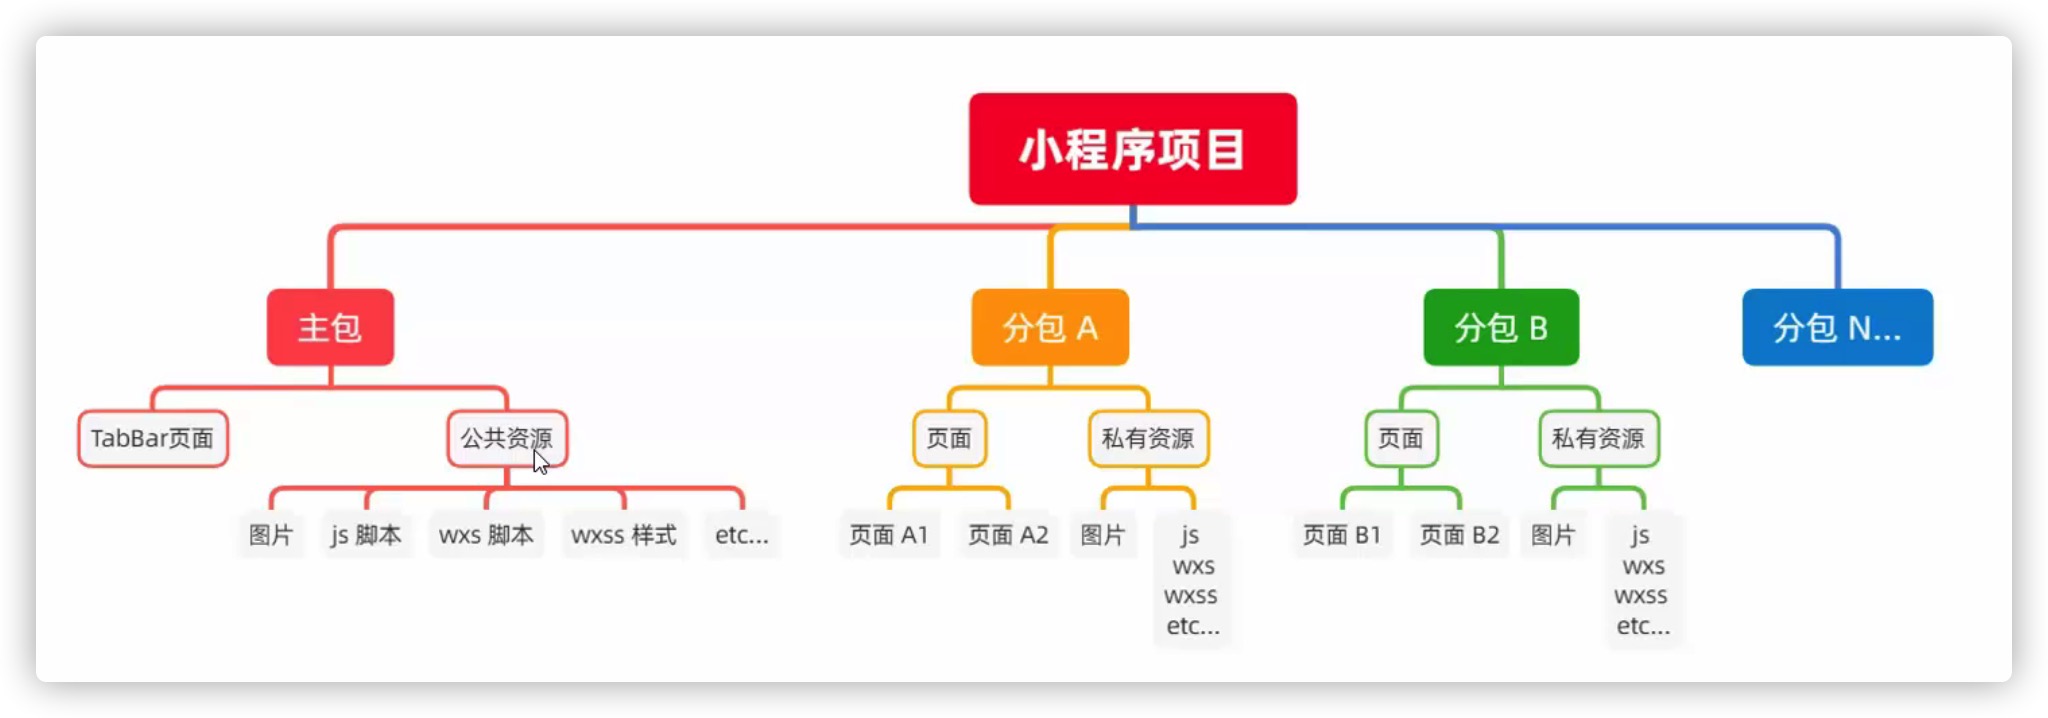 小程序项目
主包
分包 A
分包 B
分包 N...
TabBar页面
公共资源
页面
私有资源
页面
私有资源
图片
js 脚本
wxs 脚本
wxss 样式
etc...
页面 A1
页面 A2
图片
js
wxs
wxss
etc...
页面 B1
页面 B2
图片
js
wxs
wxss
etc...